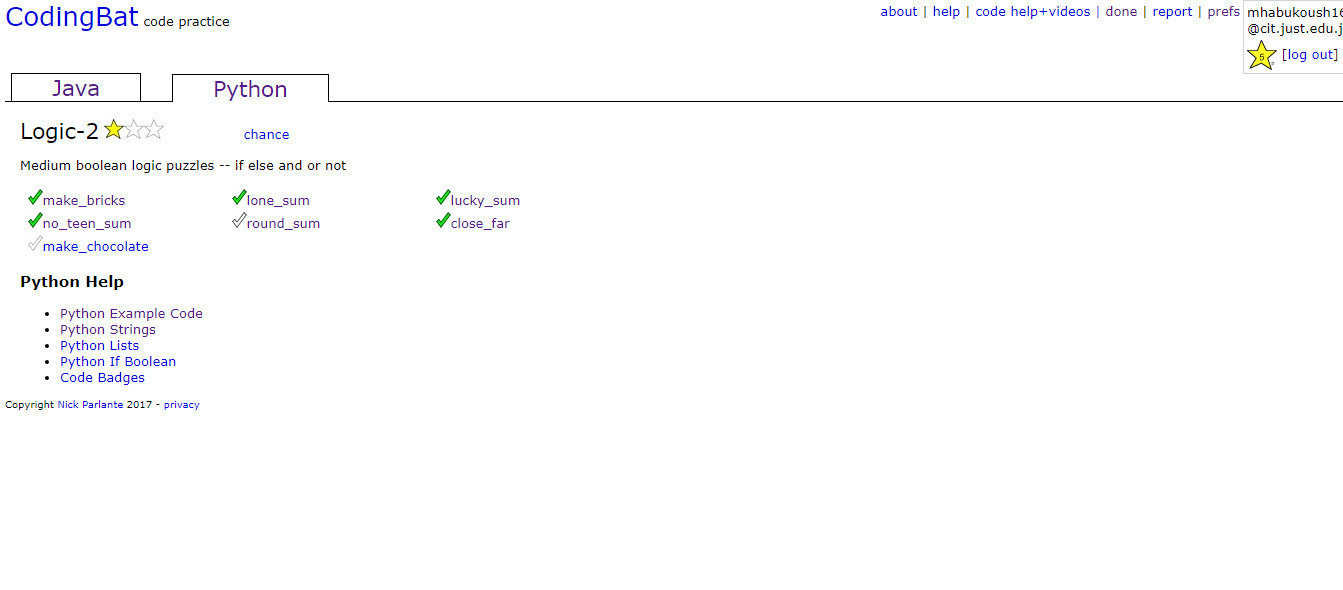 CodingBat code practice
about | help | code help+videos | done | report | prefs
mhabukoush16
@cit.just.edu.j
5 [log out]
Java Python
Logic-2 chance
Medium boolean logic puzzles -- if else and or not
make_bricks lone_sum lucky_sum
no_teen_sum round_sum close_far
make_chocolate
Python Help
• Python Example Code
• Python Strings
• Python Lists
• Python If Boolean
• Code Badges
Copyright Nick Parlante 2017 - privacy